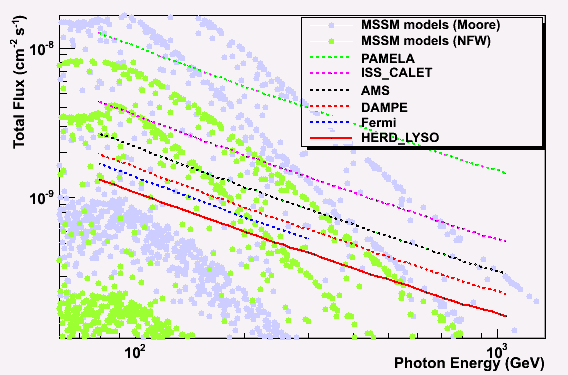 MSSM models (Moore)
MSSM models (NFW)
PAMELA
ISS_CALET
AMS
DAMPE
Fermi
HERD_LYSO
Total Flux (cm⁻² s⁻¹)
10⁻⁸
10⁻⁹
10²
10³
Photon Energy (GeV)